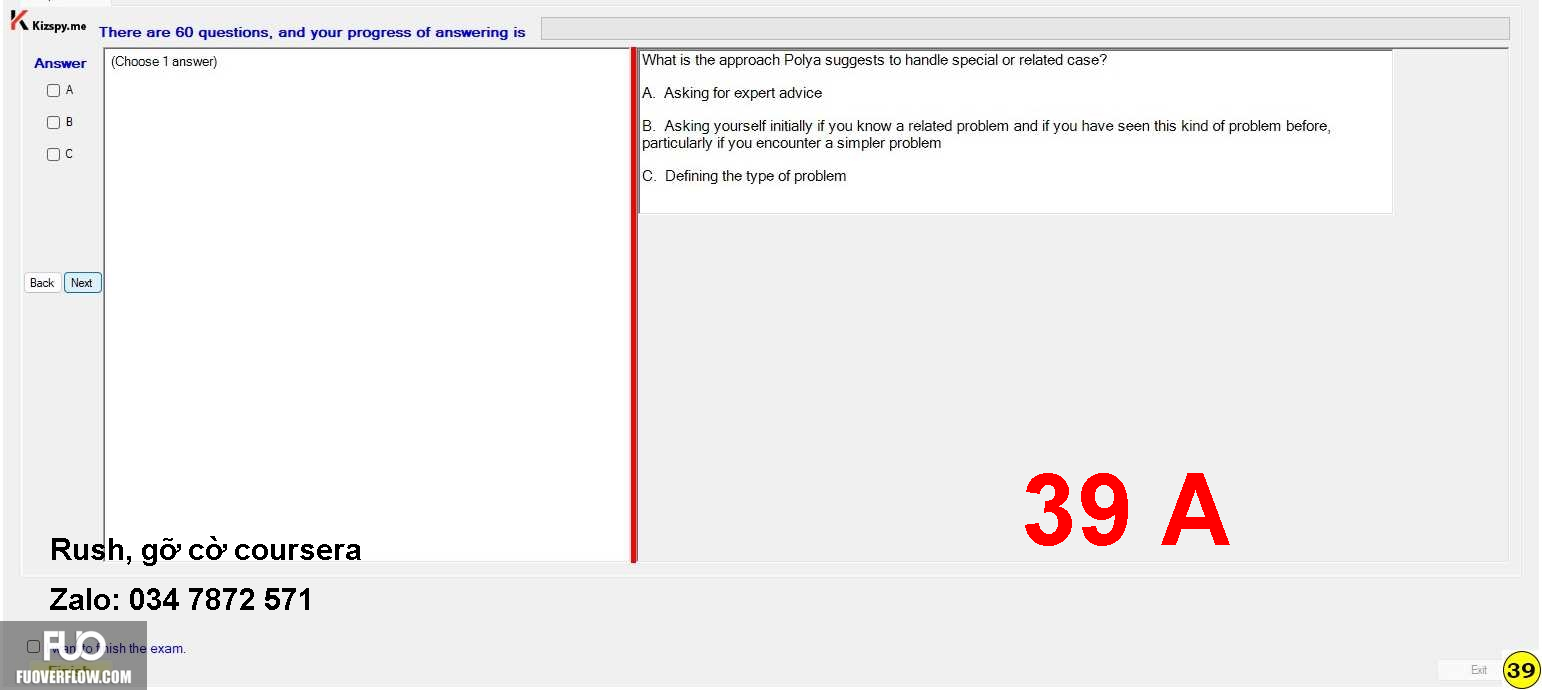 Kizspy.me
There are 60 questions, and your progress of answering is
Answer
(Choose 1 answer)
A
B
C
Back
Next
What is the approach Polya suggests to handle special or related case?
A. Asking for expert advice
B. Asking yourself initially if you know a related problem and if you have seen this kind of problem before,
particularly if you encounter a simpler problem
C. Defining the type of problem
39 A
Rush, gỡ cờ coursera
Zalo: 034 7872 571
FUO
want to finish the exam.
Finish
FUOVERFLOW.COM
Exit
39